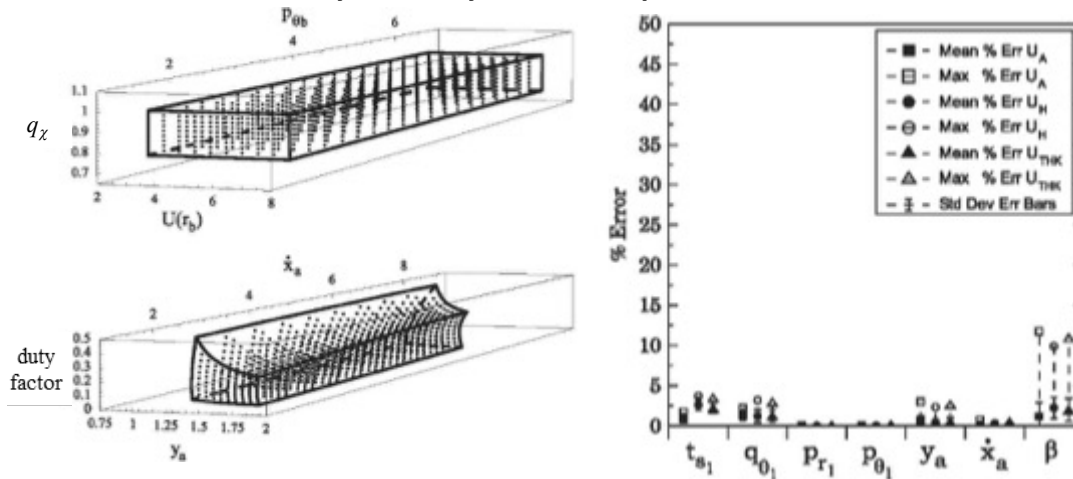 p_θb
2
4
6
1.1
1
0.9
0.8
0.7
q_χ
2
4
6
8
U(r_b)
ẋ_a
2
4
6
8
0.5
0.4
0.3
0.2
0.1
0
duty
factor
0.75
1
1.25
1.5
1.75
2
y_a
50
45
40
35
30
25
20
15
10
5
0
% Error
Mean % Err U_A
Max % Err U_A
Mean % Err U_H
Max % Err U_H
Mean % Err U_THK
Max % Err U_THK
Std Dev Err Bars
t_s1 q_θ1 p_r1 p_θ1 y_a ẋ_a β